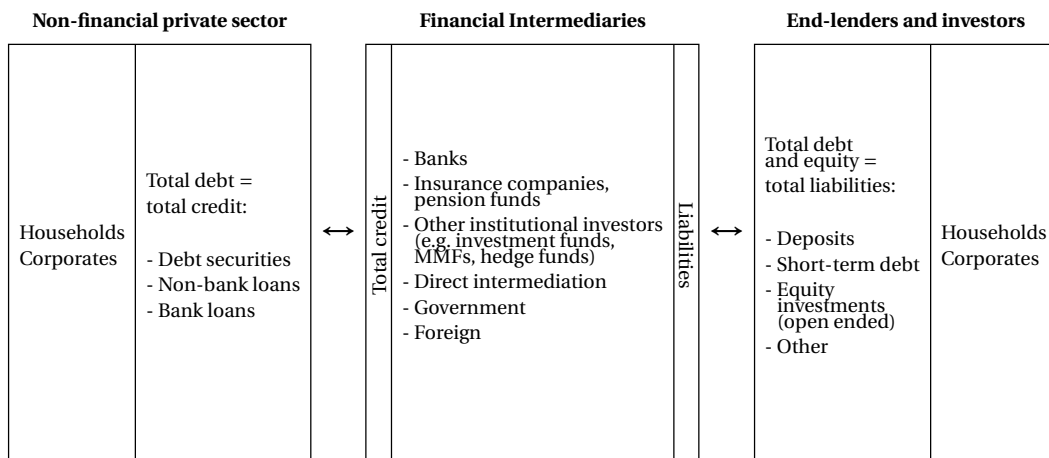 Non-financial private sector
Financial Intermediaries
End-lenders and investors
Households
Corporates
Total debt =
total credit:
- Debt securities
- Non-bank loans
- Bank loans
Total credit
- Banks
- Insurance companies,
pension funds
- Other institutional investors
(e.g. investment funds,
MMFs, hedge funds)
- Direct intermediation
- Government
- Foreign
Liabilities
Total debt
and equity =
total liabilities:
- Deposits
- Short-term debt
- Equity
investments
(open ended)
- Other
Households
Corporates